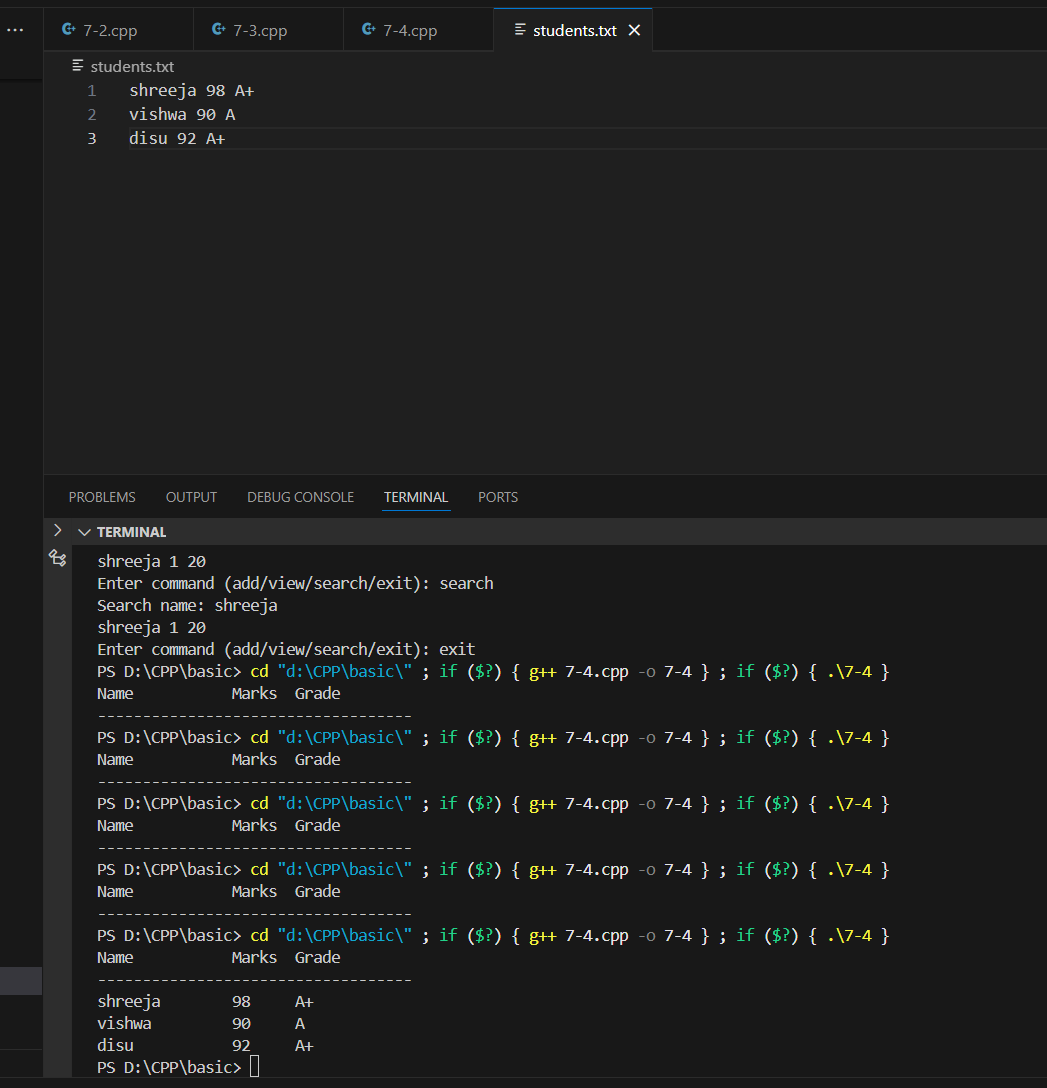 7-2.cpp 7-3.cpp 7-4.cpp students.txt
students.txt
1 shreeja 98 A+
2 vishwa 90 A
3 disu 92 A+
PROBLEMS OUTPUT DEBUG CONSOLE TERMINAL PORTS
TERMINAL
shreeja 1 20
Enter command (add/view/search/exit): search
Search name: shreeja
shreeja 1 20
Enter command (add/view/search/exit): exit
PS D:\CPP\basic> cd "d:\CPP\basic\" ; if ($?) { g++ 7-4.cpp -o 7-4 } ; if ($?) { .\7-4 }
Name Marks Grade
-----------------------------------
PS D:\CPP\basic> cd "d:\CPP\basic\" ; if ($?) { g++ 7-4.cpp -o 7-4 } ; if ($?) { .\7-4 }
Name Marks Grade
-----------------------------------
PS D:\CPP\basic> cd "d:\CPP\basic\" ; if ($?) { g++ 7-4.cpp -o 7-4 } ; if ($?) { .\7-4 }
Name Marks Grade
-----------------------------------
PS D:\CPP\basic> cd "d:\CPP\basic\" ; if ($?) { g++ 7-4.cpp -o 7-4 } ; if ($?) { .\7-4 }
Name Marks Grade
-----------------------------------
PS D:\CPP\basic> cd "d:\CPP\basic\" ; if ($?) { g++ 7-4.cpp -o 7-4 } ; if ($?) { .\7-4 }
Name Marks Grade
-----------------------------------
shreeja 98 A+
vishwa 90 A
disu 92 A+
PS D:\CPP\basic>